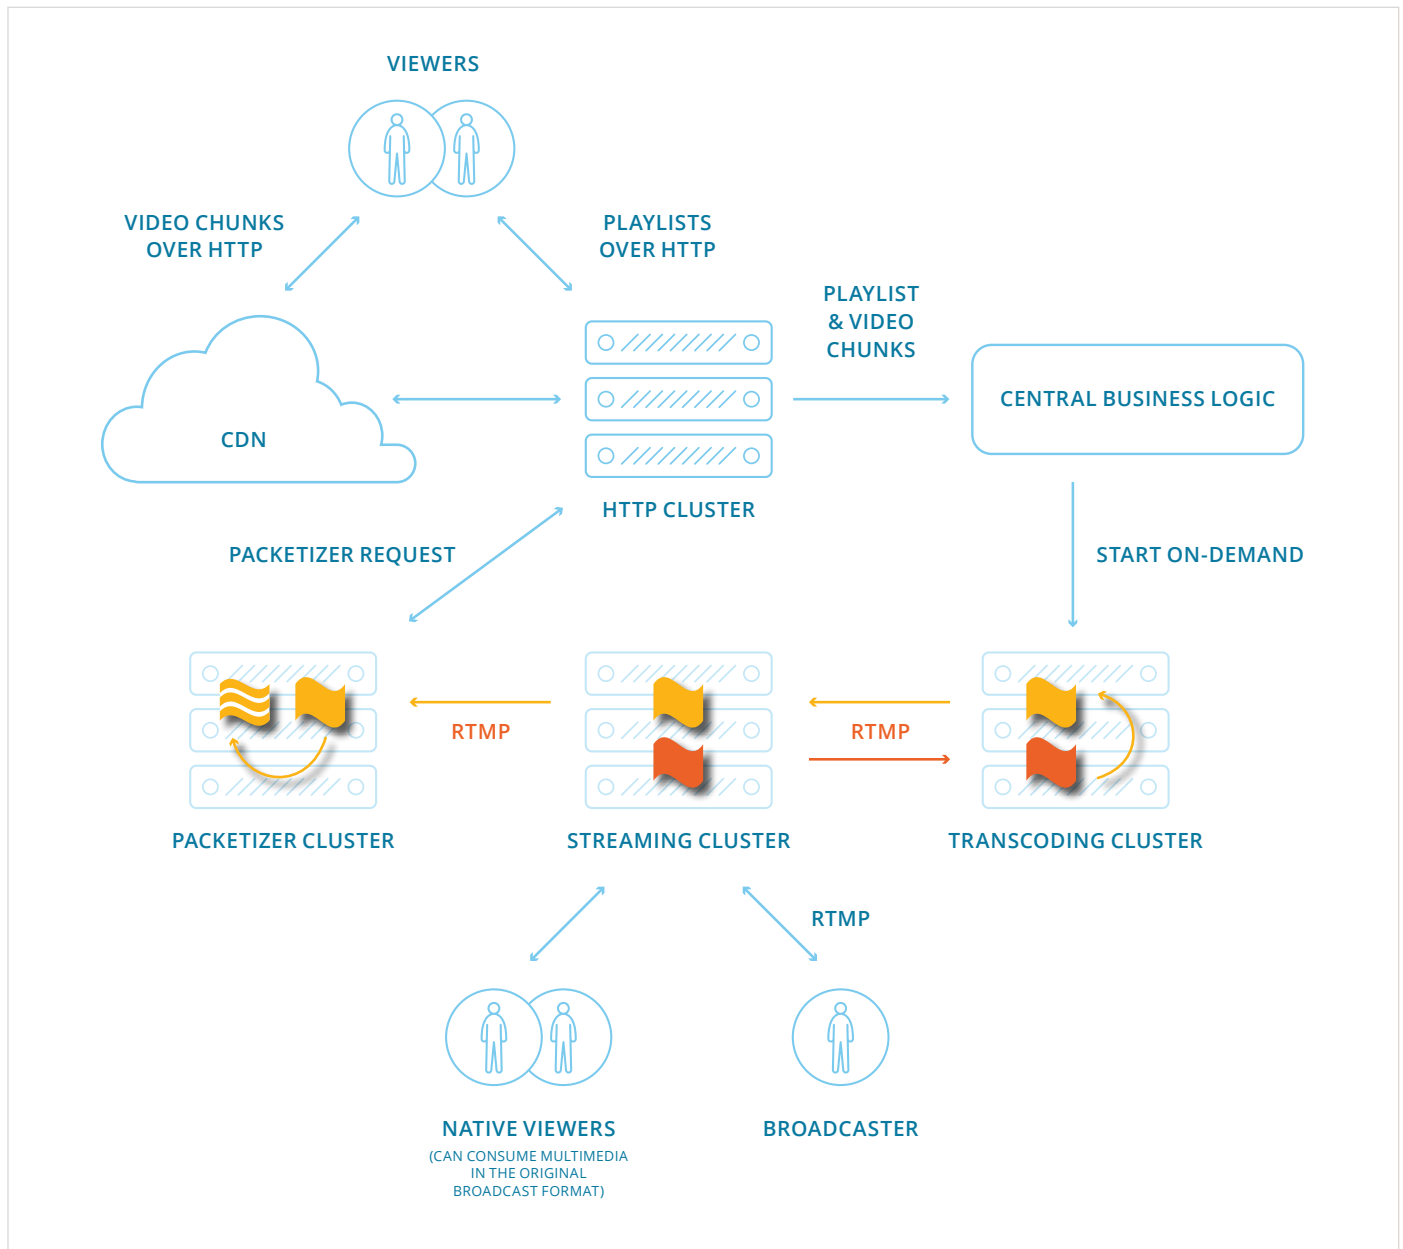 VIEWERS
VIDEO CHUNKS
OVER HTTP
PLAYLISTS
OVER HTTP
PLAYLIST
& VIDEO
CHUNKS
CENTRAL BUSINESS LOGIC
CDN
HTTP CLUSTER
PACKETIZER REQUEST
START ON-DEMAND
RTMP
RTMP
PACKETIZER CLUSTER
STREAMING CLUSTER
TRANSCODING CLUSTER
RTMP
NATIVE VIEWERS
(CAN CONSUME MULTIMEDIA
IN THE ORIGINAL
BROADCAST FORMAT)
BROADCASTER